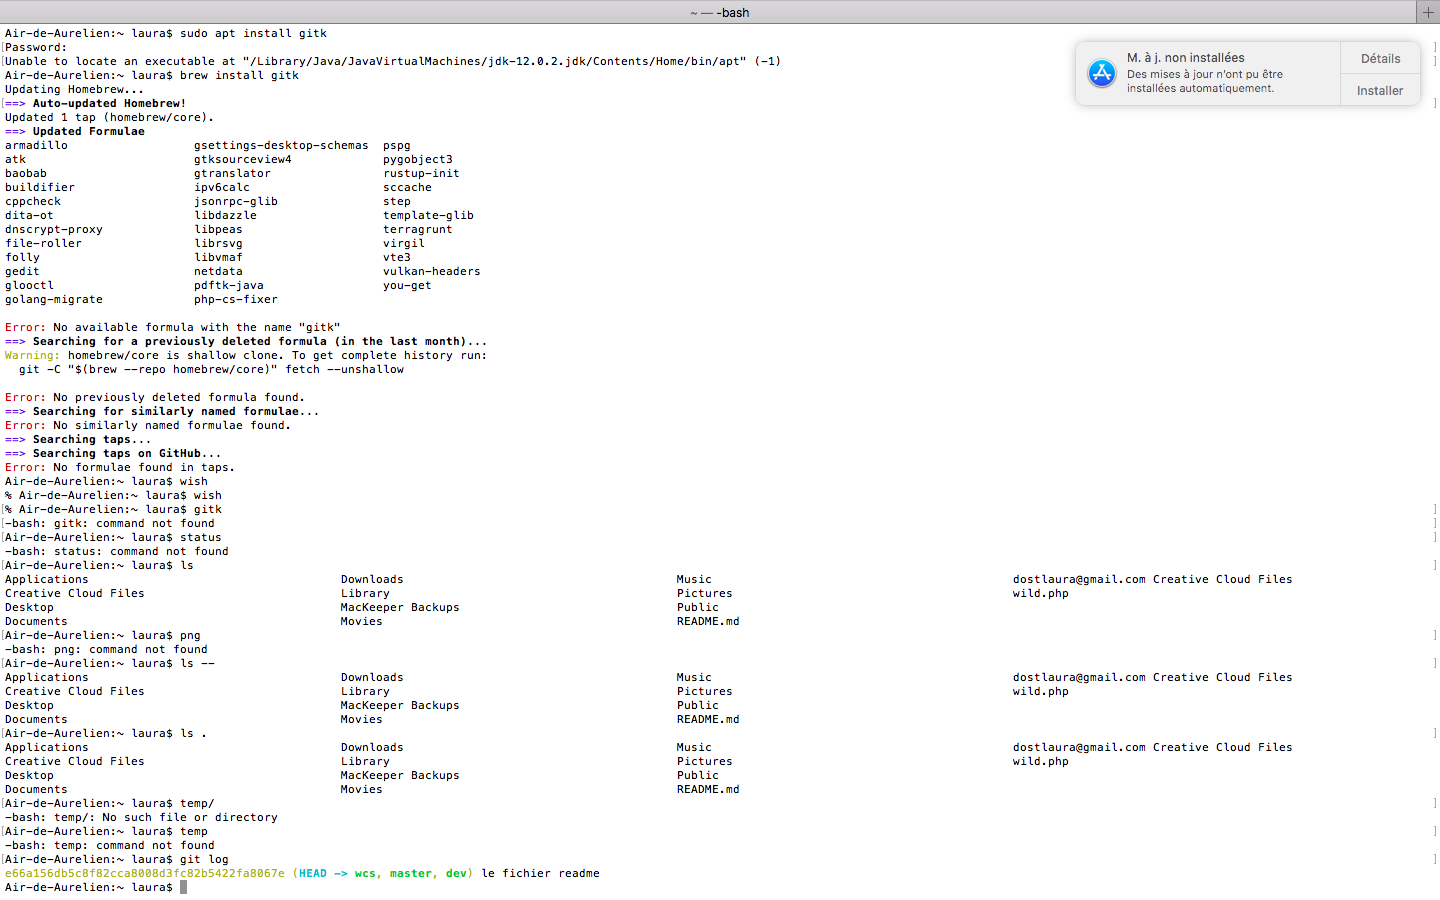 ~ — -bash
Air-de-Aurelien:~ laura$ sudo apt install gitk
[Password: ]
Unable to locate an executable at "/Library/Java/JavaVirtualMachines/jdk-12.0.2.jdk/Contents/Home/bin/apt" (-1)
[Air-de-Aurelien:~ laura$ brew install gitk
Updating Homebrew...
[==> Auto-updated Homebrew! ]
Updated 1 tap (homebrew/core).
==> Updated Formulae
armadillo gsettings-desktop-schemas pspg
atk gtksourceview4 pygobject3
baobab gtranslator rustup-init
buildifier ipv6calc sccache
cppcheck jsonrpc-glib step
dita-ot libdazzle template-glib
dnscrypt-proxy libpeas terragrunt
file-roller librsvg virgil
folly libvmaf vte3
gedit netdata vulkan-headers
glooctl pdftk-java you-get
golang-migrate php-cs-fixer
Error: No available formula with the name "gitk"
==> Searching for a previously deleted formula (in the last month)...
Warning: homebrew/core is shallow clone. To get complete history run:
git -C "$(brew --repo homebrew/core)" fetch --unshallow
Error: No previously deleted formula found.
==> Searching for similarly named formulae...
Error: No similarly named formulae found.
==> Searching taps...
==> Searching taps on GitHub...
Error: No formulae found in taps.
Air-de-Aurelien:~ laura$ wish
% Air-de-Aurelien:~ laura$ wish
[% Air-de-Aurelien:~ laura$ gitk ]
[-bash: gitk: command not found ]
[Air-de-Aurelien:~ laura$ status ]
-bash: status: command not found
[Air-de-Aurelien:~ laura$ ls ]
Applications Downloads Music dostlaura@gmail.com Creative Cloud Files
Creative Cloud Files Library Pictures wild.php
Desktop MacKeeper Backups Public
Documents Movies README.md
[Air-de-Aurelien:~ laura$ png ]
-bash: png: command not found
[Air-de-Aurelien:~ laura$ ls -- ]
Applications Downloads Music dostlaura@gmail.com Creative Cloud Files
Creative Cloud Files Library Pictures wild.php
Desktop MacKeeper Backups Public
Documents Movies README.md
[Air-de-Aurelien:~ laura$ ls . ]
Applications Downloads Music dostlaura@gmail.com Creative Cloud Files
Creative Cloud Files Library Pictures wild.php
Desktop MacKeeper Backups Public
Documents Movies README.md
[Air-de-Aurelien:~ laura$ temp/ ]
-bash: temp/: No such file or directory
[Air-de-Aurelien:~ laura$ temp ]
-bash: temp: command not found
[Air-de-Aurelien:~ laura$ git log ]
e66a156db5c8f82cca8008d3fc82b5422fa8067e (HEAD -> wcs, master, dev) le fichier readme
Air-de-Aurelien:~ laura$
M. à j. non installées
Des mises à jour n'ont pu être
installées automatiquement.
Détails
Installer